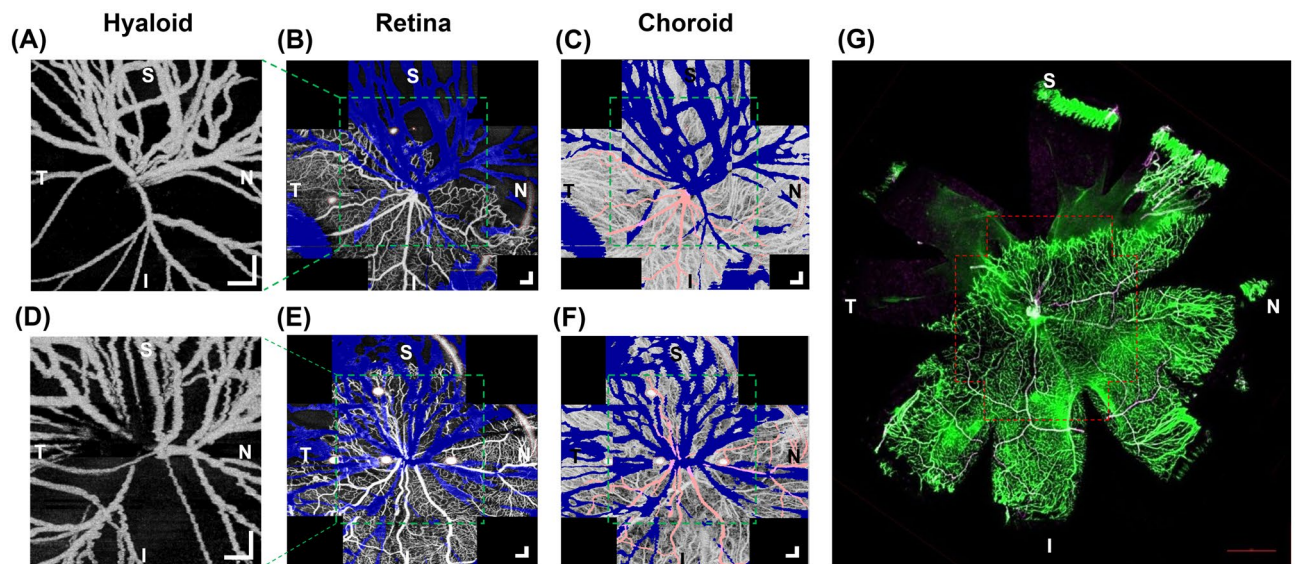 Hyaloid Retina Choroid
(A) (B) (C) (G)
S S S S
T N T N T N
I I I
(D) (E) (F)
T N
S S S
T N T N T N
I I I
I